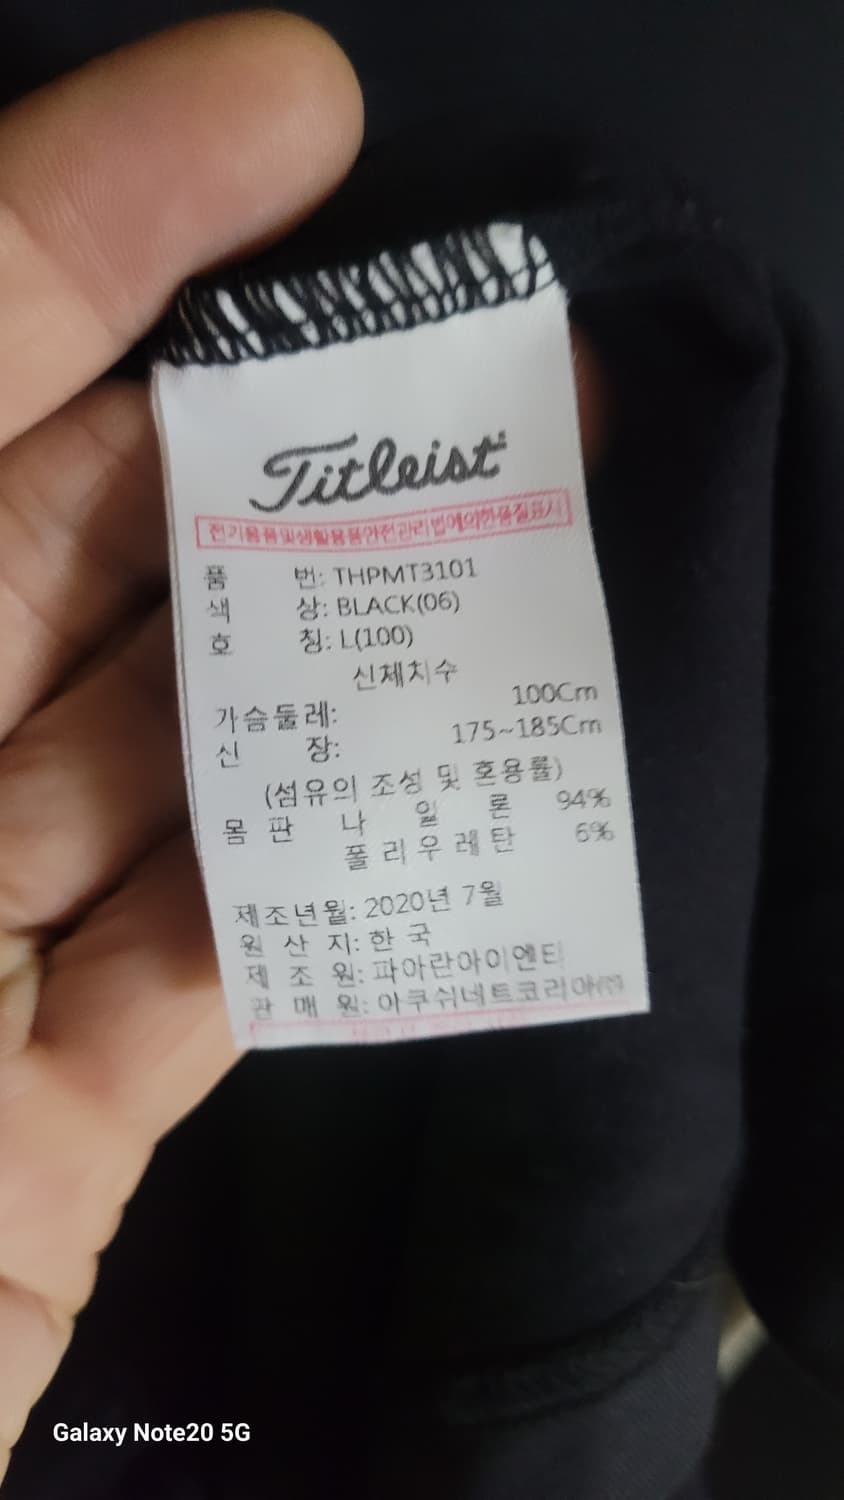 Titleist
전기용품및생활용품안전관리법에의한품질표시
품 번: THPMT3101
색 상: BLACK(06)
호 칭: L(100)
신체치수
가슴둘레: 100Cm
신 장: 175~185Cm
(섬유의 조성 및 혼용률)
몸 판 나 일 론 94%
폴 리 우 레 탄 6%
제조년월: 2020년 7월
원 산 지: 한 국
제 조 원: 파아란아이엔티
판 매 원: 아쿠쉬네트코리아㈜
Galaxy Note20 5G